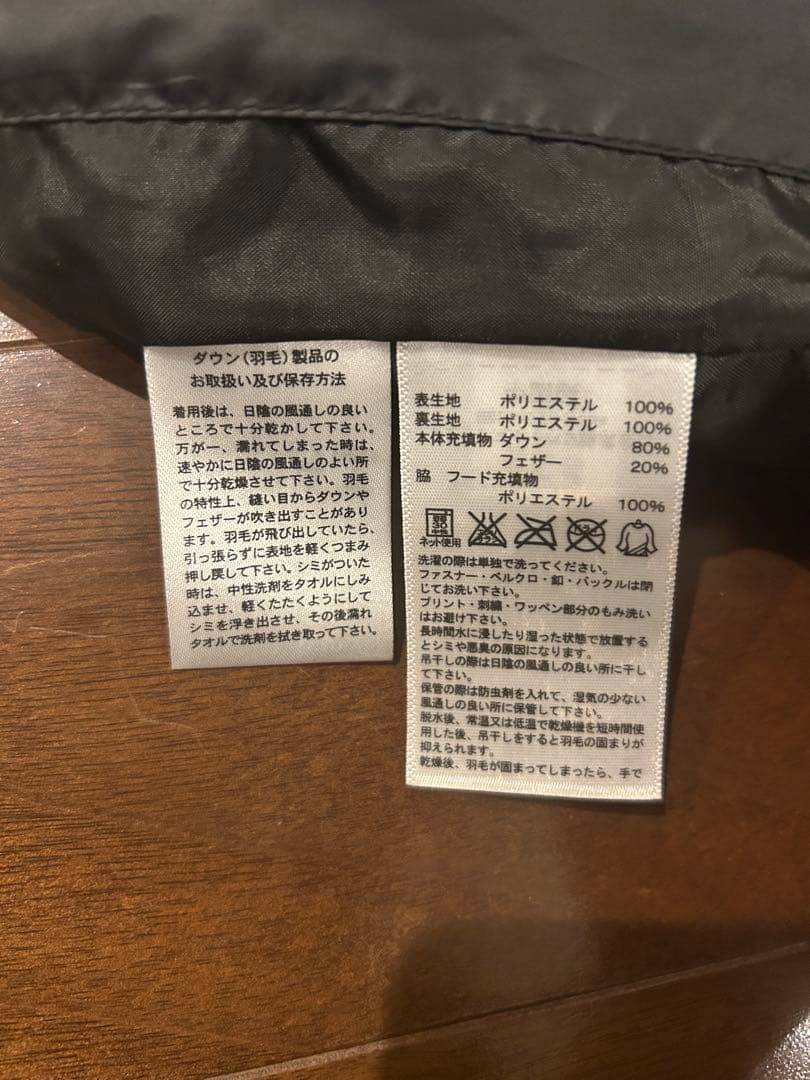 ダウン(羽毛)製品の
お取扱い及び保存方法
着用後は、日陰の風通しの良い
ところで十分乾かして下さい。
万が一、濡れてしまった時は、
速やかに日陰の風通しのよい所
で十分乾燥させて下さい。羽毛
の特性上、縫い目からダウンや
フェザーが吹き出すことがあり
ます。羽毛が飛び出していたら、
引っ張らずに表地を軽くつまみ
押し戻して下さい。シミがついた
時は、中性洗剤をタオルにしみ
込ませ、軽くたたくようにして
シミを浮き出させ、その後濡れ
タオルで洗剤を拭き取って下さい。
表生地 ポリエステル 100%
裏生地 ポリエステル 100%
本体充填物 ダウン 80%
フェザー 20%
脇 フード充填物
ポリエステル 100%
ネット使用
洗濯の際は単独で洗ってください。
ファスナー・ベルクロ・釦・バックルは閉
じてお洗い下さい。
プリント・刺繍・ワッペン部分のもみ洗い
はお避け下さい。
長時間水に浸したり湿った状態で放置する
とシミや悪臭の原因になります。
吊干しの際は日陰の風通しの良い所に干し
て下さい。
保管の際は防虫剤を入れて、湿気の少ない
風通しの良い所に保管して下さい。
脱水後、常温又は低温で乾燥機を短時間使
用した後、吊干しをすると羽毛の固まりが
抑えられます。
乾燥後、羽毛が固まってしまったら、手で